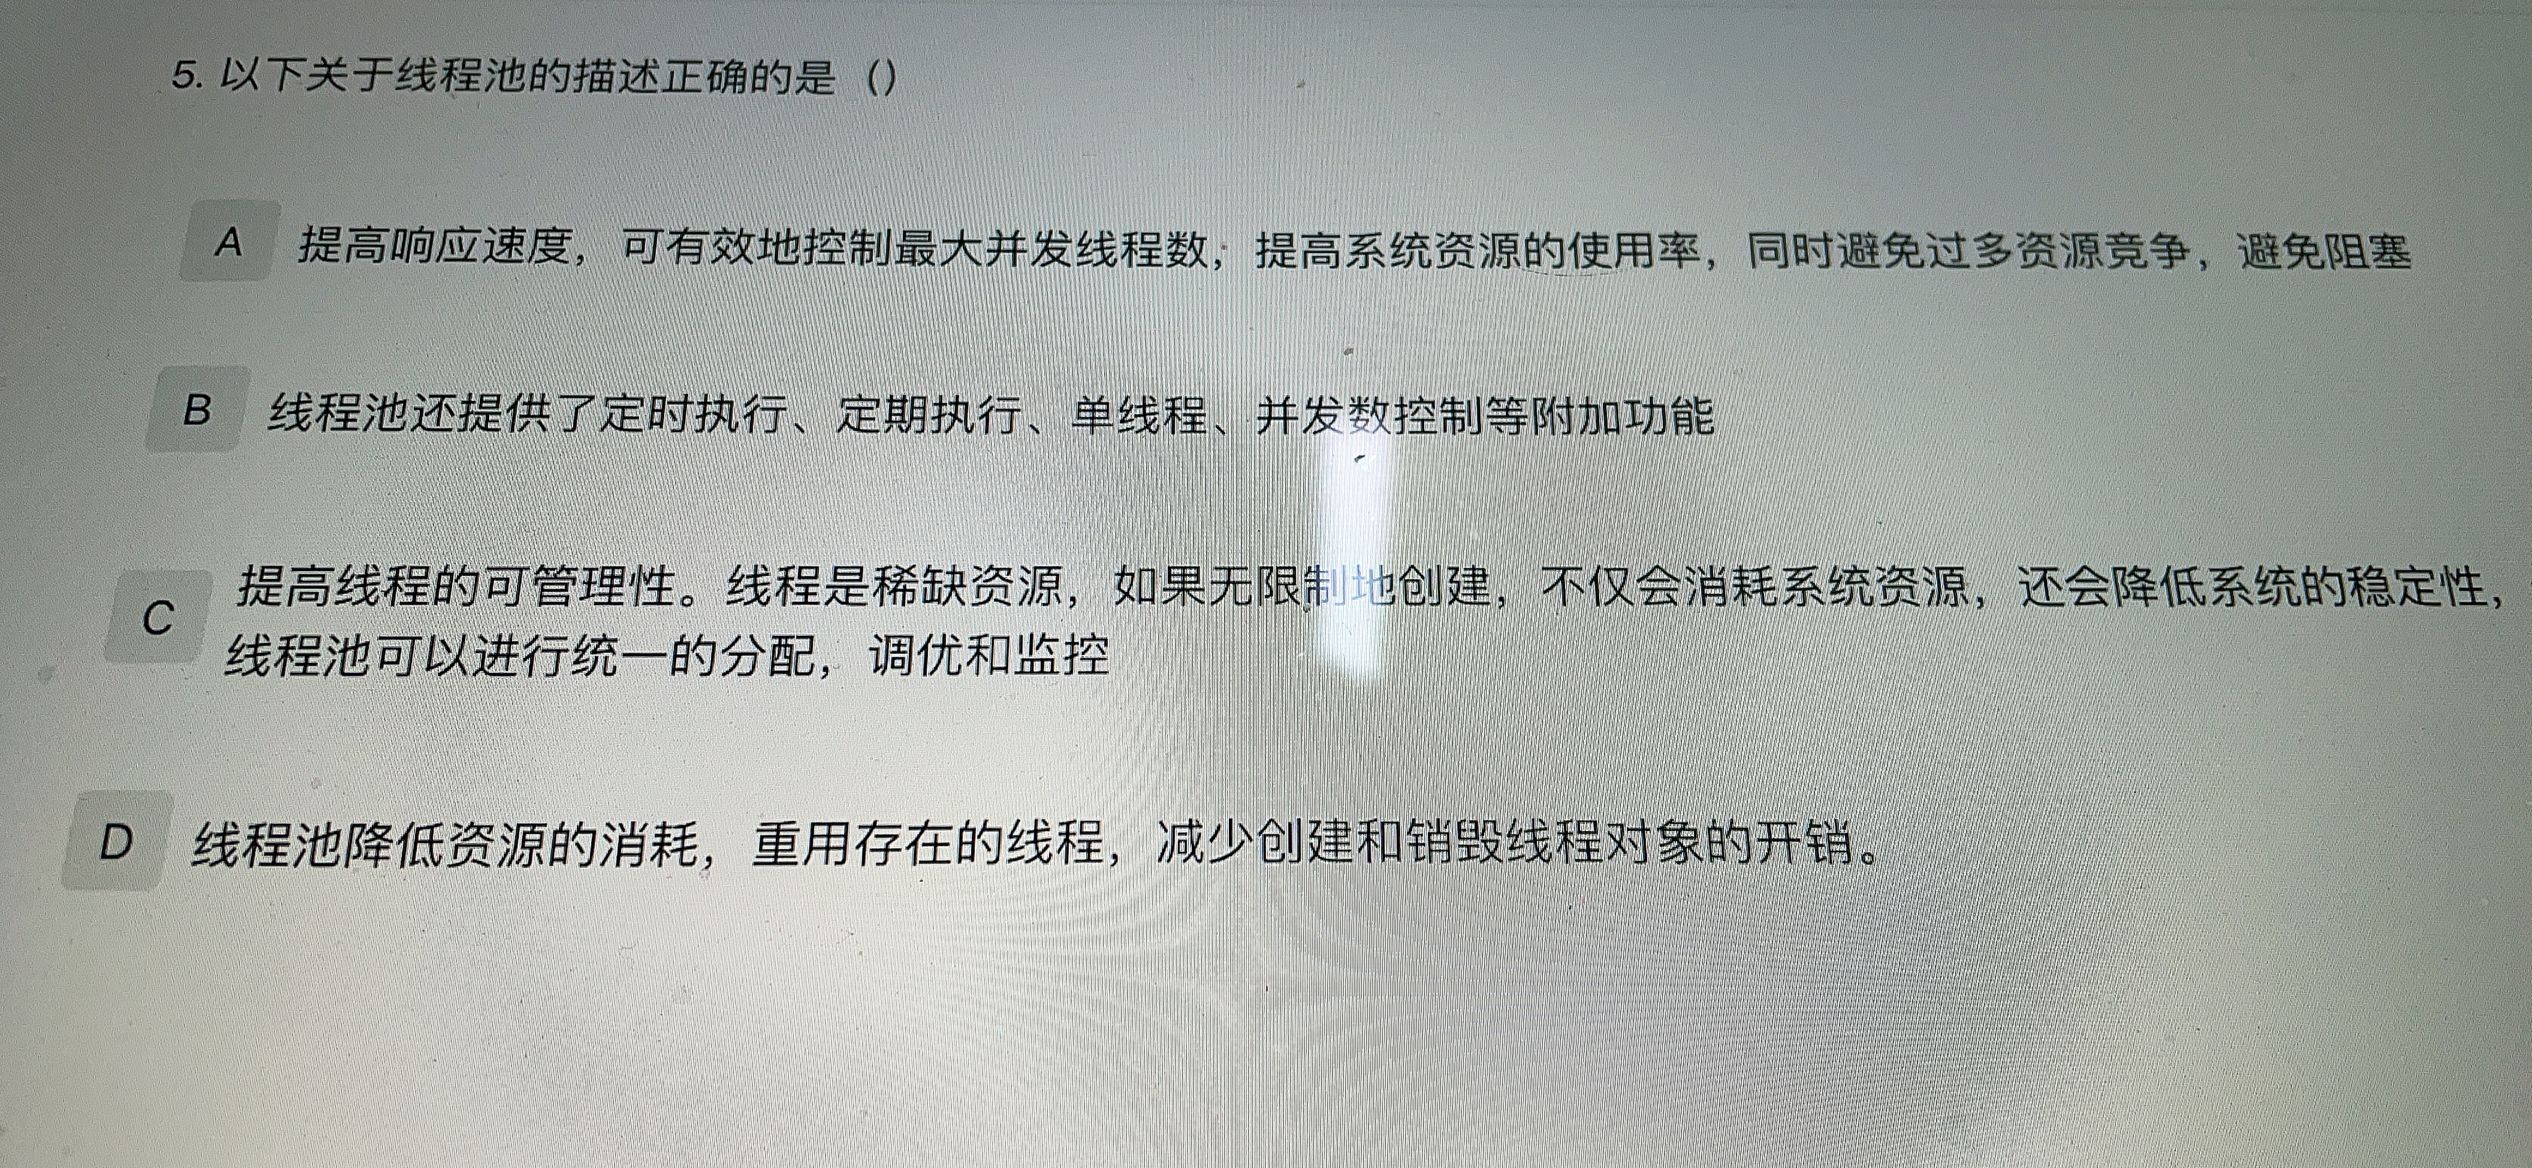 5. 以下关于线程池的描述正确的是（）
A 提高响应速度，可有效地控制最大并发线程数，提高系统资源的使用率，同时避免过多资源竞争，避免阻塞
B 线程池还提供了定时执行、定期执行、单线程、并发数控制等附加功能
C 提高线程的可管理性。线程是稀缺资源，如果无限制地创建，不仅会消耗系统资源，还会降低系统的稳定性，
线程池可以进行统一的分配，调优和监控
D 线程池降低资源的消耗，重用存在的线程，减少创建和销毁线程对象的开销。